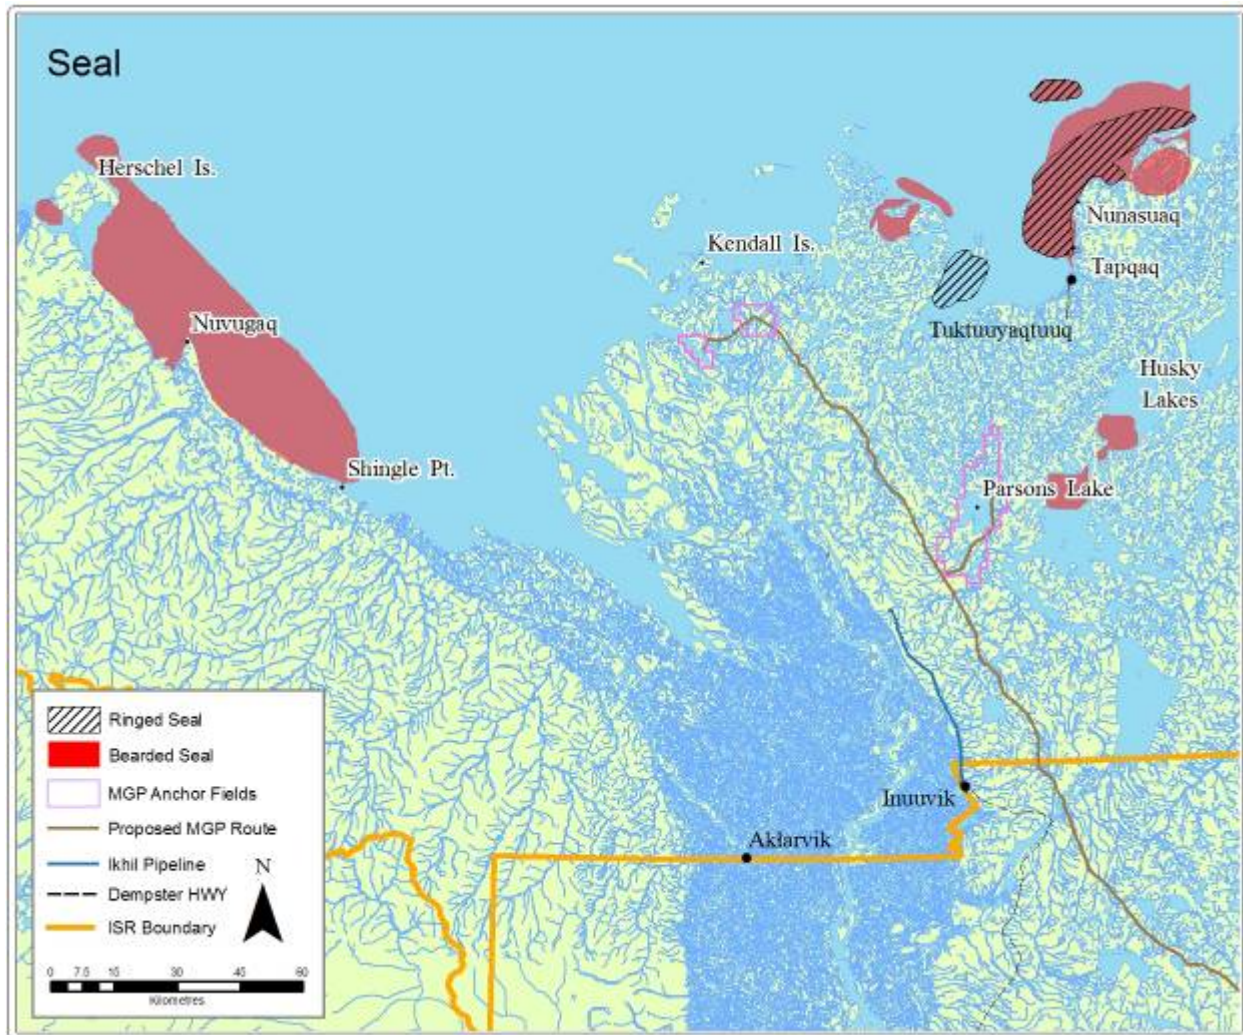 Seal
Herschel Is.
Nunasuaq
Kendall Is.
Tapqaq
Nuvugaq
Tuktuuyaqtuuq
Husky
Lakes
Shingle Pt.
Parsons Lake
Inuuvik
Akłarvik
Ringed Seal
Bearded Seal
MGP Anchor Fields
Proposed MGP Route
Ikhil Pipeline
Dempster HWY
ISR Boundary
N
0 7.5 15 30 45 60
Kilometres